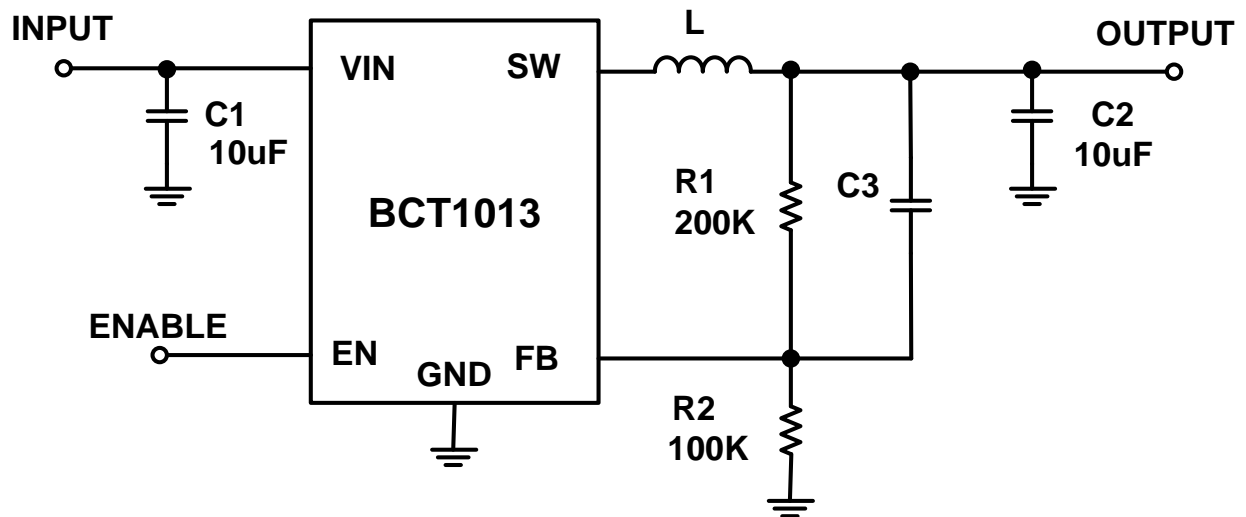 INPUT
L
OUTPUT
VIN
SW
C1
10uF
C2
10uF
R1
200K
C3
BCT1013
ENABLE
EN
GND
FB
R2
100K